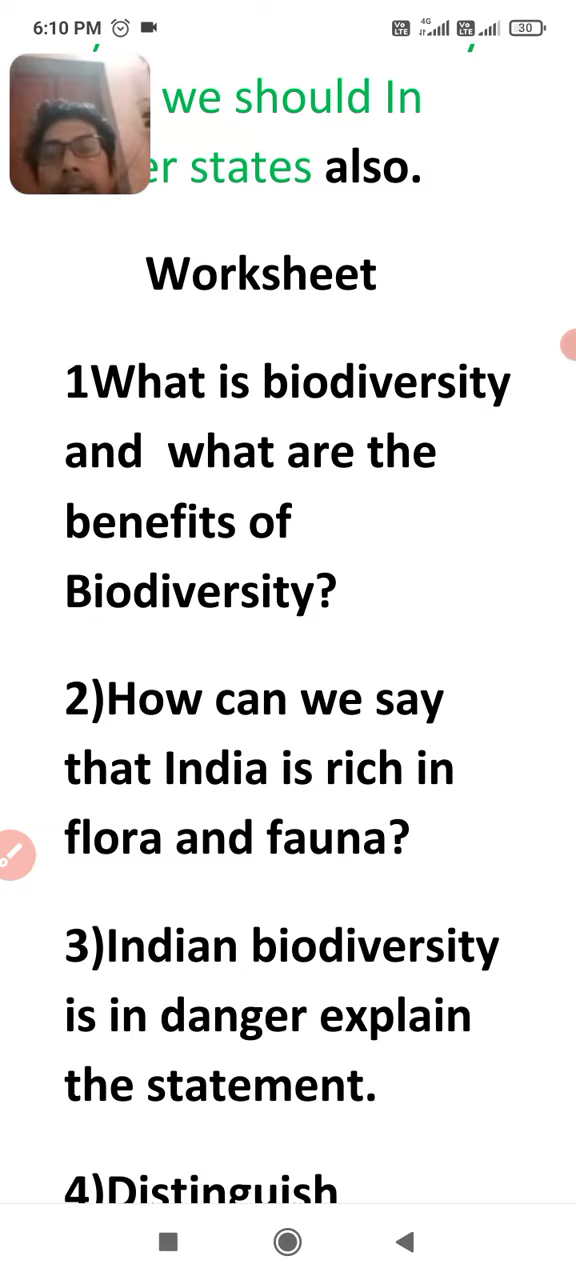 6:10 PM
4G
30
we should In
er states also.
Worksheet
1What is biodiversity
and what are the
benefits of
Biodiversity?
2)How can we say
that India is rich in
flora and fauna?
3)Indian biodiversity
is in danger explain
the statement.
4)Distinguish